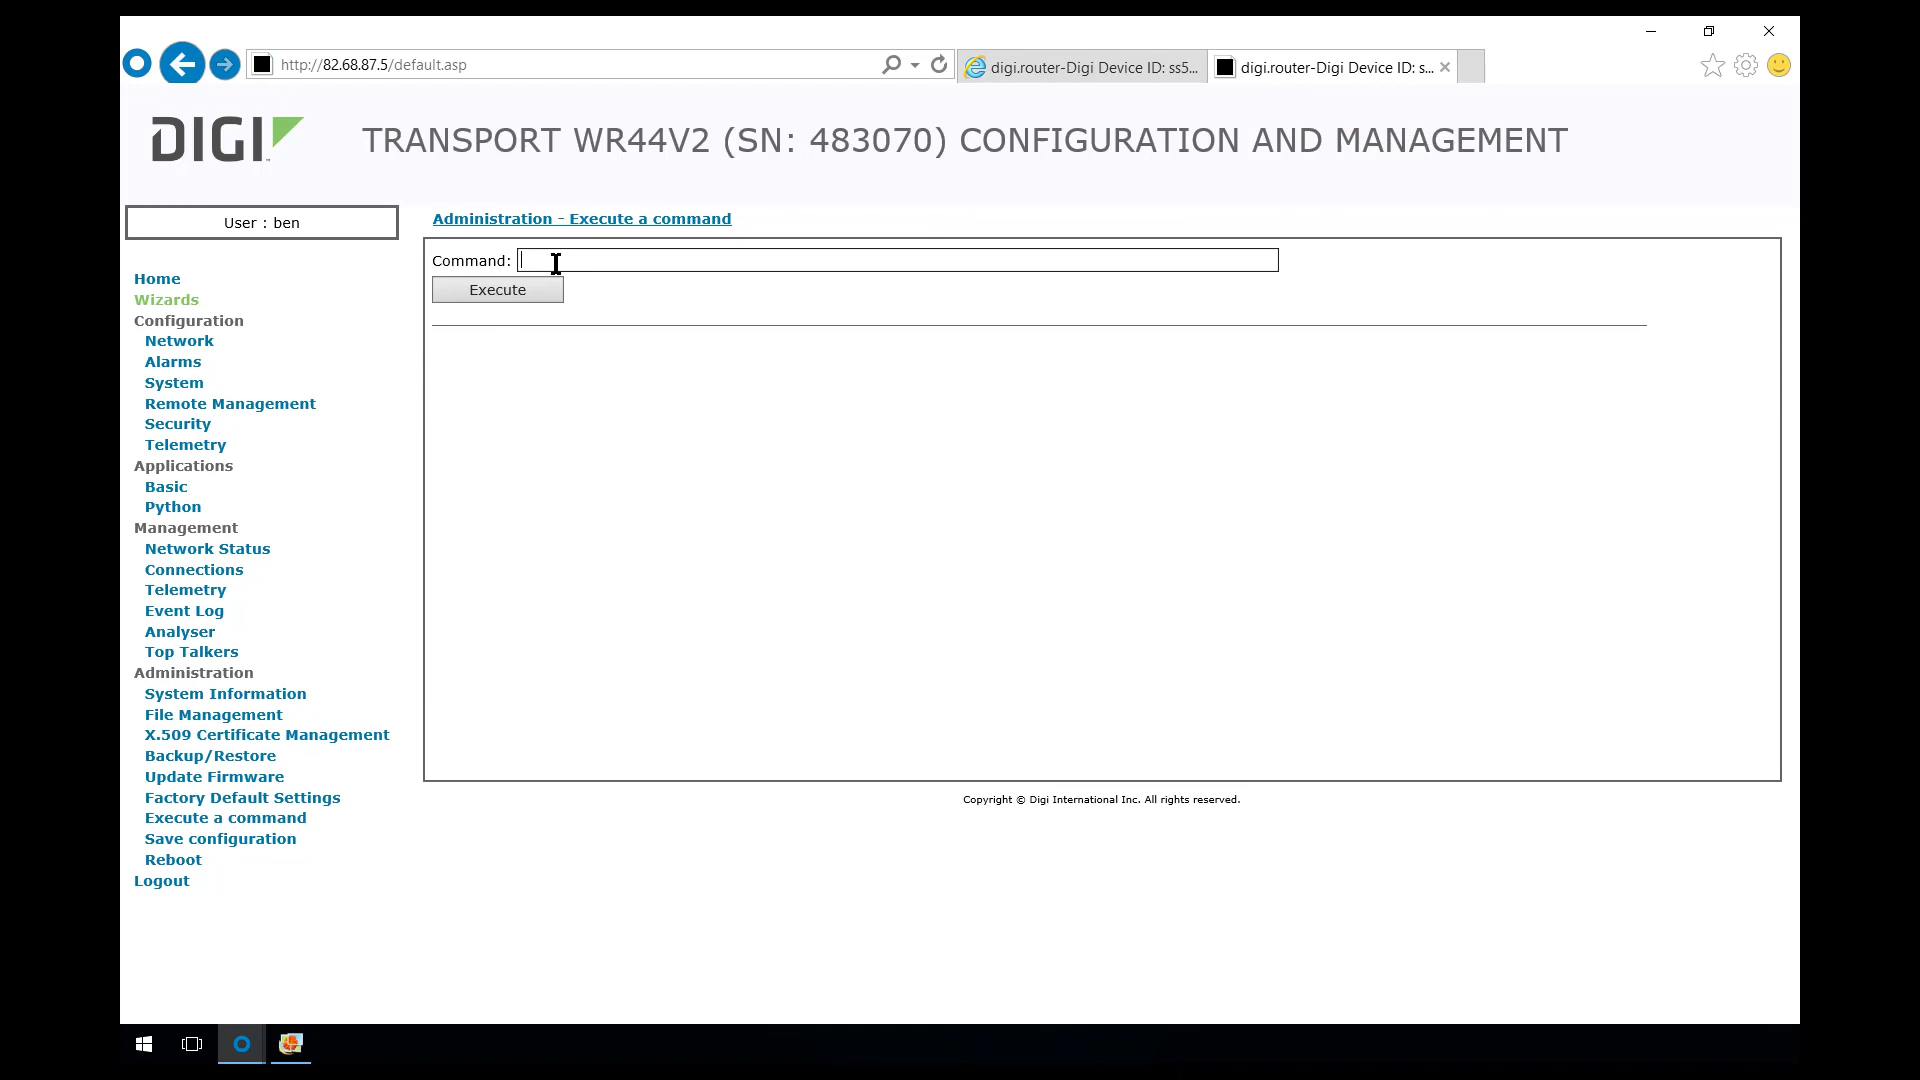 http://82.68.87.5/default.asp
digi.router-Digi Device ID: ss5...
digi.router-Digi Device ID: s...
DIGI
TRANSPORT WR44V2 (SN: 483070) CONFIGURATION AND MANAGEMENT
User : ben
Administration - Execute a command
Command:
Execute
Home
Wizards
Configuration
Network
Alarms
System
Remote Management
Security
Telemetry
Applications
Basic
Python
Management
Network Status
Connections
Telemetry
Event Log
Analyser
Top Talkers
Administration
System Information
File Management
X.509 Certificate Management
Backup/Restore
Update Firmware
Factory Default Settings
Execute a command
Save configuration
Reboot
Logout
Copyright © Digi International Inc. All rights reserved.